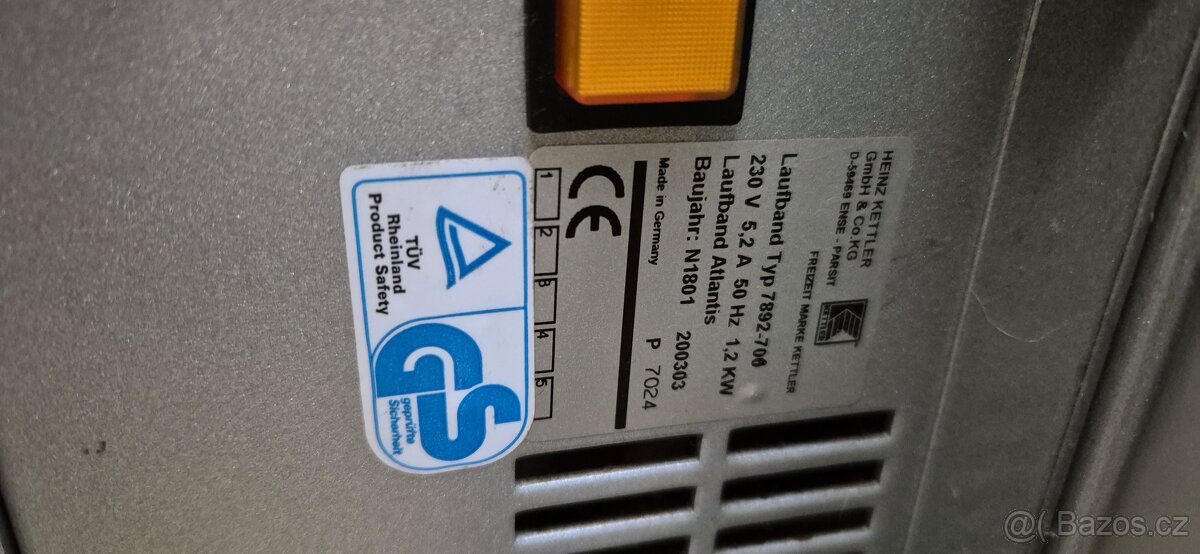 HEINZ KETTLER
GmbH & Co.KG
D-59469 ENSE - PARSIT
KETTLER
FREIZEIT MARKE KETTLER
Laufband Typ 7892-706
230 V 5,2 A 50 Hz 1,2 KW
Laufband Atlantis
Baujahr: N1801 200303
Made in Germany P 7024
CE
1 2 3 4 5
TÜV
Rheinland
Product Safety
GS
geprüfte
Sicherheit
@( Bazos.cz